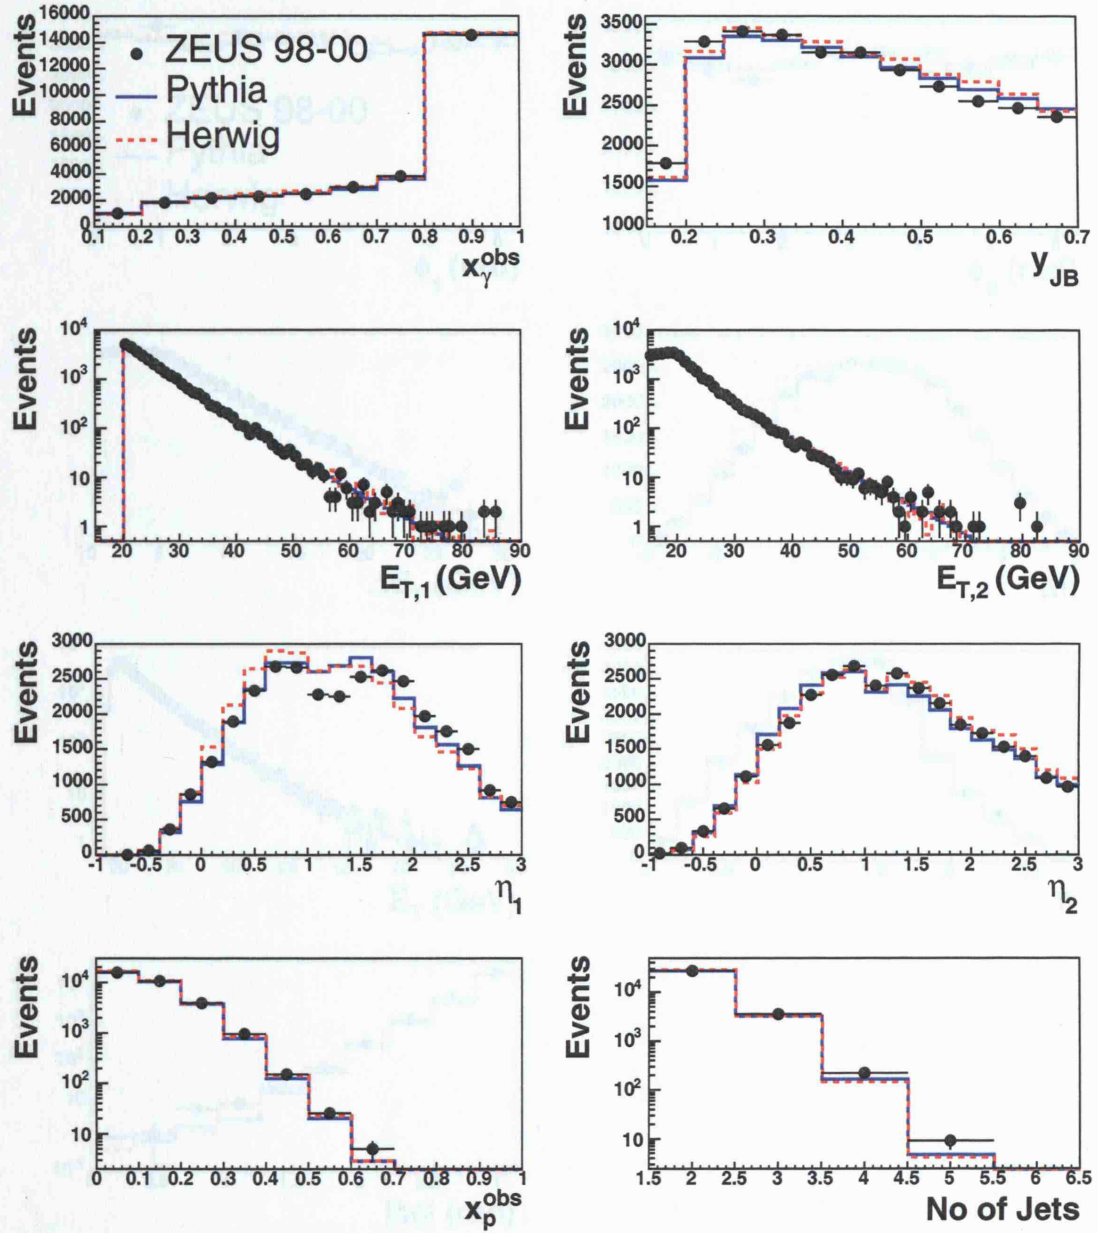 Events
16000
14000
12000
10000
8000
6000
4000
2000
0
ZEUS 98-00
Pythia
Herwig
0.1 0.2 0.3 0.4 0.5 0.6 0.7 0.8 0.9 1
xγobs
Events
3500
3000
2500
2000
1500
1000
0.2 0.3 0.4 0.5 0.6 0.7
yJB
Events
10^4
10^3
10^2
10
1
20 30 40 50 60 70 80 90
ET,1 (GeV)
Events
10^4
10^3
10^2
10
1
20 30 40 50 60 70 80 90
ET,2 (GeV)
Events
3000
2500
2000
1500
1000
500
0
-1 -0.5 0 0.5 1 1.5 2 2.5 3
η1
Events
3000
2500
2000
1500
1000
500
0
-1 -0.5 0 0.5 1 1.5 2 2.5 3
η2
Events
10^4
10^3
10^2
10
0 0.1 0.2 0.3 0.4 0.5 0.6 0.7 0.8 0.9 1
xpobs
Events
10^4
10^3
10^2
10
1.5 2 2.5 3 3.5 4 4.5 5 5.5 6 6.5
No of Jets